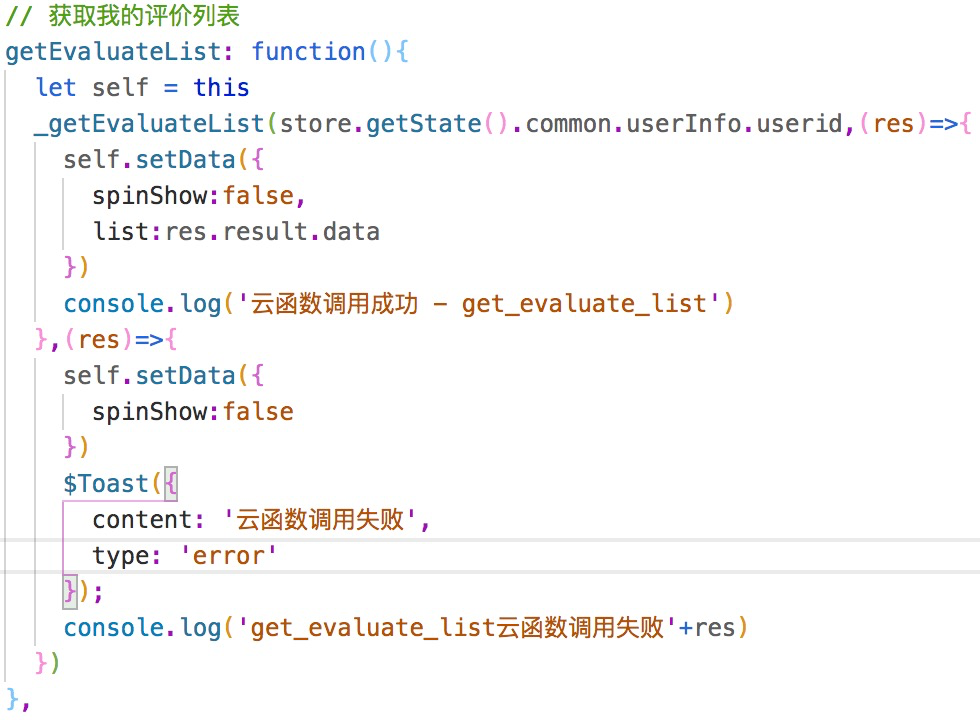 // 获取我的评价列表
getEvaluateList: function(){
let self = this
_getEvaluateList(store.getState().common.userInfo.userid,(res)=>{
self.setData({
spinShow:false,
list:res.result.data
})
console.log('云函数调用成功 - get_evaluate_list')
},(res)=>{
self.setData({
spinShow:false
})
$Toast({
content: '云函数调用失败',
type: 'error'
});
console.log('get_evaluate_list云函数调用失败'+res)
})
},